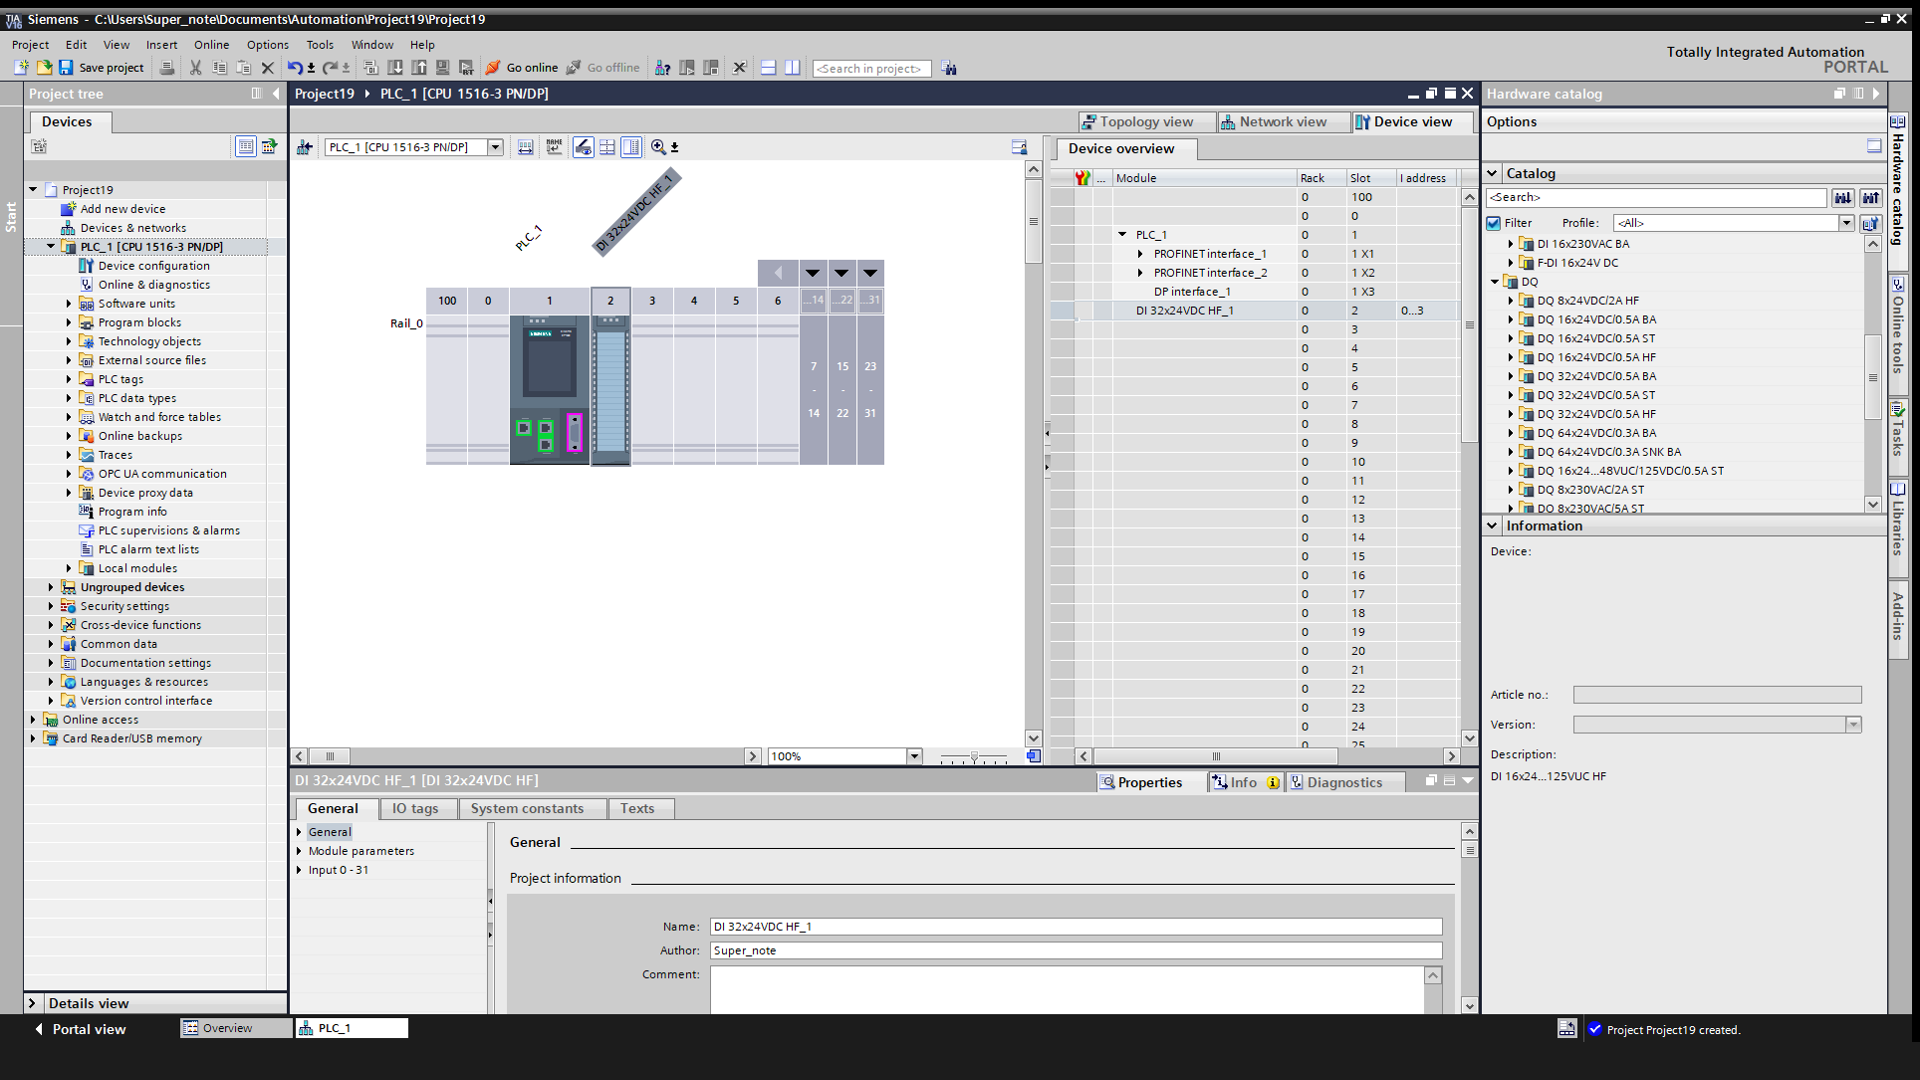 Siemens - C:\Users\Super_note\Documents\Automation\Project19\Project19
Project Edit View Insert Online Options Tools Window Help
Totally Integrated Automation
PORTAL
Save project Go online Go offline <Search in project>
Project tree
Devices
Start
Project19
Add new device
Devices & networks
PLC_1 [CPU 1516-3 PN/DP]
Device configuration
Online & diagnostics
Software units
Program blocks
Technology objects
External source files
PLC tags
PLC data types
Watch and force tables
Online backups
Traces
OPC UA communication
Device proxy data
Program info
PLC supervisions & alarms
PLC alarm text lists
Local modules
Ungrouped devices
Security settings
Cross-device functions
Common data
Documentation settings
Languages & resources
Version control interface
Online access
Card Reader/USB memory
Details view
Project19 PLC_1 [CPU 1516-3 PN/DP]
Topology view Network view Device view
PLC_1 [CPU 1516-3 PN/DP]
PLC_1
DI 32x24VDC HF_1
100 0 1 2 3 4 5 6 ...14 ...22 ...31
Rail_0
SIEMENS
7 15 23
- - -
14 22 31
100%
Device overview
... Module Rack Slot I address
0 100
0 0
PLC_1 0 1
PROFINET interface_1 0 1 X1
PROFINET interface_2 0 1 X2
DP interface_1 0 1 X3
DI 32x24VDC HF_1 0 2 0...3
0 3
0 4
0 5
0 6
0 7
0 8
0 9
0 10
0 11
0 12
0 13
0 14
0 15
0 16
0 17
0 18
0 19
0 20
0 21
0 22
0 23
0 24
0 25
DI 32x24VDC HF_1 [DI 32x24VDC HF]
Properties Info Diagnostics
General IO tags System constants Texts
General
Module parameters
Input 0 - 31
General
Project information
Name: DI 32x24VDC HF_1
Author: Super_note
Comment:
Hardware catalog
Options
Catalog
<Search>
Filter Profile: <All>
DI 16x230VAC BA
F-DI 16x24V DC
DQ
DQ 8x24VDC/2A HF
DQ 16x24VDC/0.5A BA
DQ 16x24VDC/0.5A ST
DQ 16x24VDC/0.5A HF
DQ 32x24VDC/0.5A BA
DQ 32x24VDC/0.5A ST
DQ 32x24VDC/0.5A HF
DQ 64x24VDC/0.3A BA
DQ 64x24VDC/0.3A SNK BA
DQ 16x24...48VUC/125VDC/0.5A ST
DQ 8x230VAC/2A ST
DQ 8x230VAC/5A ST
Information
Device:
Article no.:
Version:
Description:
DI 16x24...125VUC HF
Hardware catalog
Online tools
Tasks
Libraries
Add-ins
Portal view Overview PLC_1 Project Project19 created.